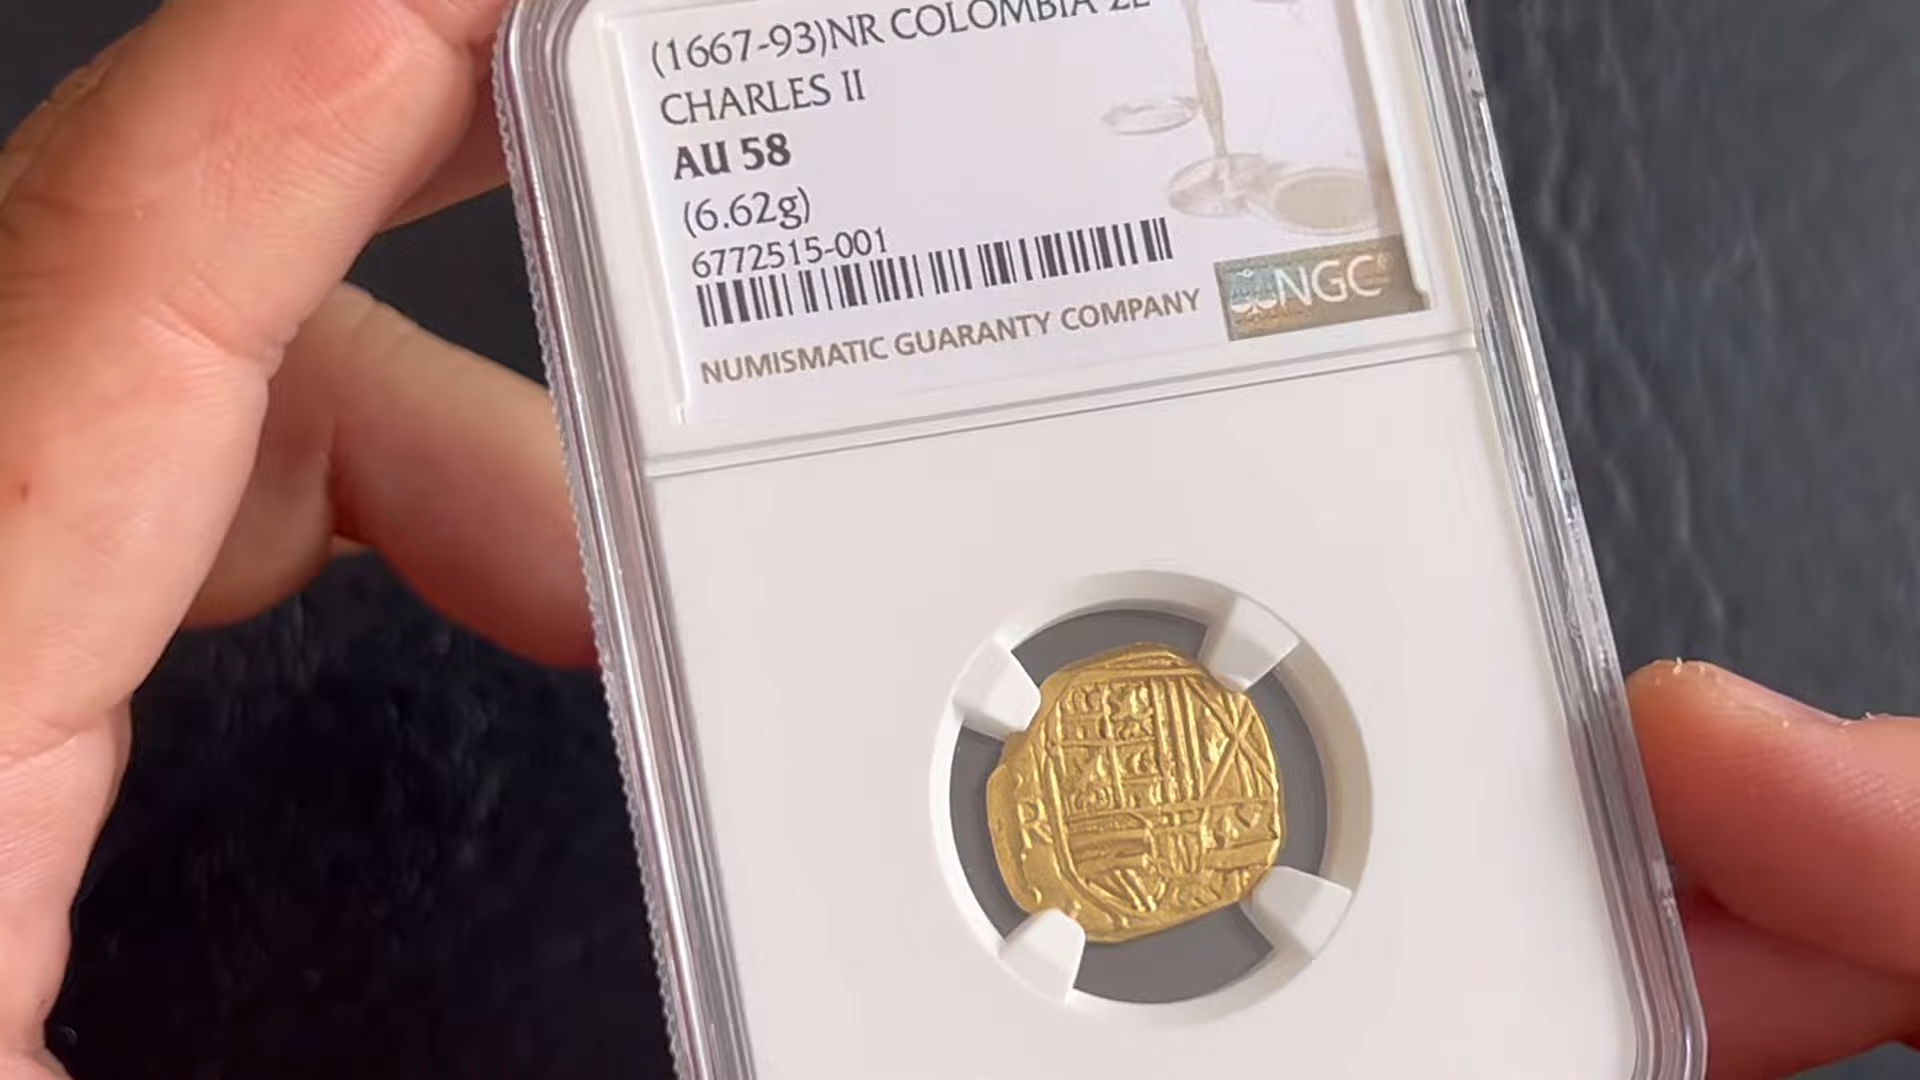 (1667-93)NR COLOMBIA 2E
CHARLES II
AU 58
(6.62g)
6772515-001
NUMISMATIC GUARANTY COMPANY
NGC
R